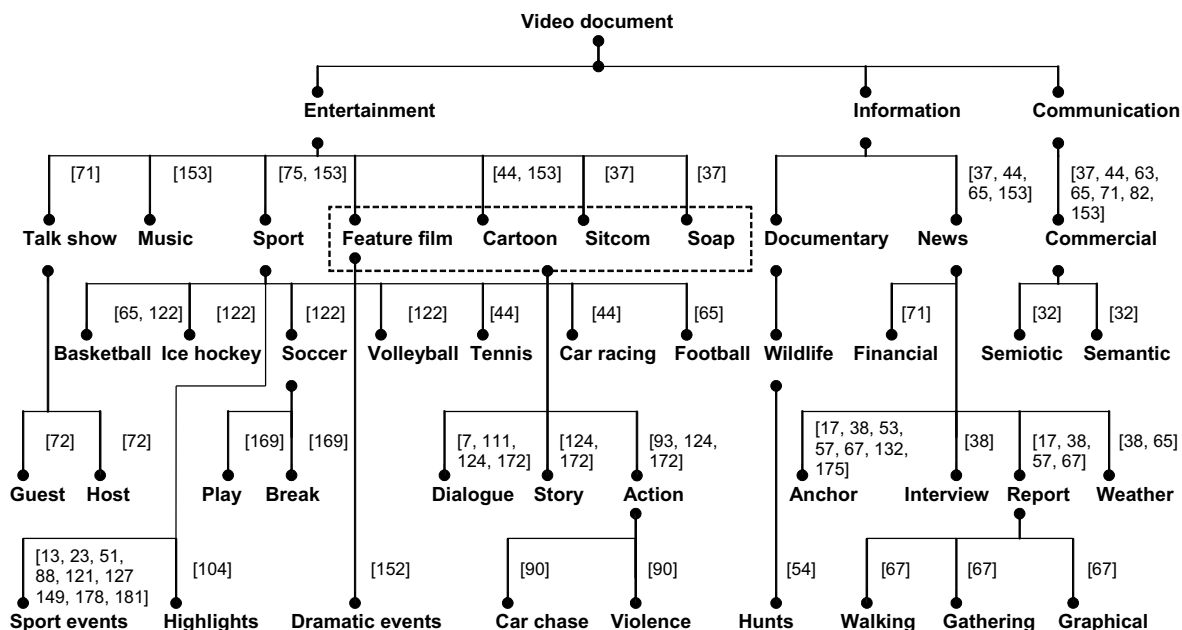 Video document
Entertainment
Information
Communication
[71]
[153]
[75, 153]
[44, 153]
[37]
[37]
[37, 44,
65, 153]
[37, 44, 63,
65, 71, 82,
153]
Talk show
Music
Sport
Feature film
Cartoon
Sitcom
Soap
Documentary
News
Commercial
[65, 122]
[122]
[122]
[122]
[44]
[44]
[65]
[71]
[32]
[32]
Basketball
Ice hockey
Soccer
Volleyball
Tennis
Car racing
Football
Wildlife
Financial
Semiotic
Semantic
[72]
[72]
[169]
[169]
[7, 111,
124, 172]
[124,
172]
[93, 124,
172]
[17, 38, 53,
57, 67, 132,
175]
[38]
[17, 38,
57, 67]
[38, 65]
Guest
Host
Play
Break
Dialogue
Story
Action
Anchor
Interview
Report
Weather
[13, 23, 51,
88, 121, 127
149, 178, 181]
[104]
[152]
[90]
[90]
[54]
[67]
[67]
[67]
Sport events
Highlights
Dramatic events
Car chase
Violence
Hunts
Walking
Gathering
Graphical